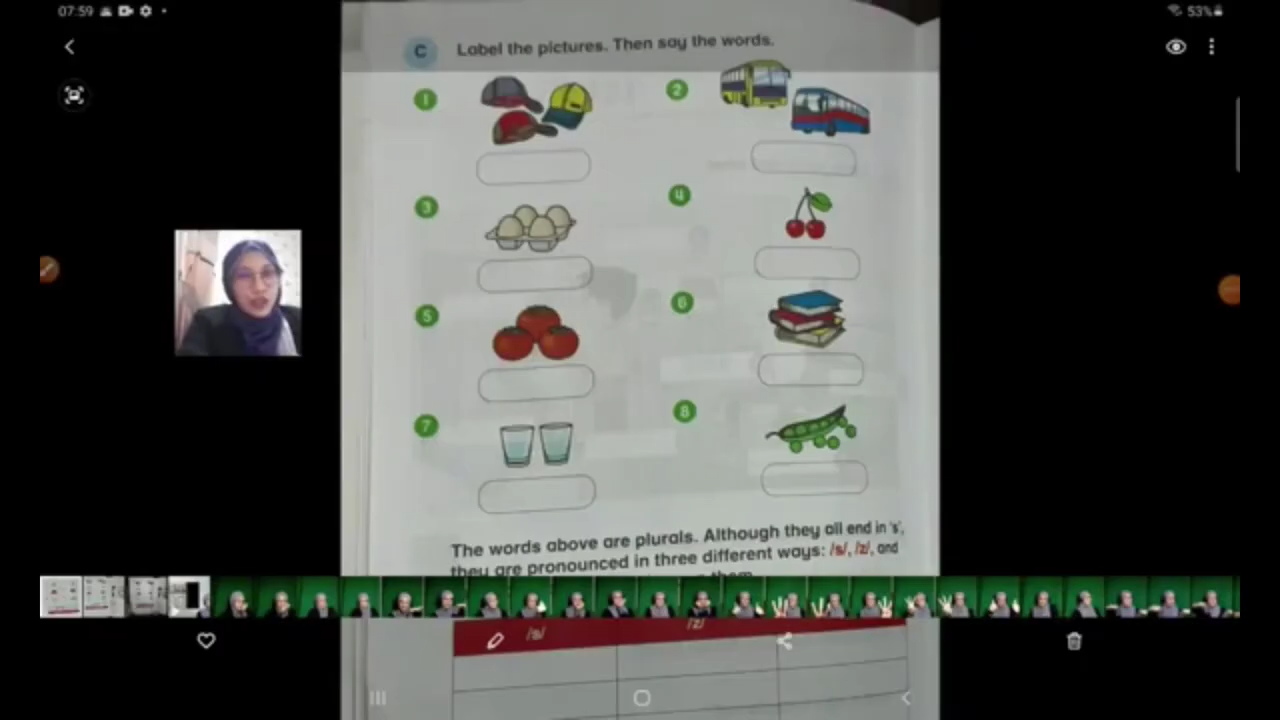 07:59
53%
C Label the pictures. Then say the words.
1
2
3
4
5
6
7
8
The words above are plurals. Although they all end in 's',
they are pronounced in three different ways: /s/, /z/, and
them
/s/ /z/